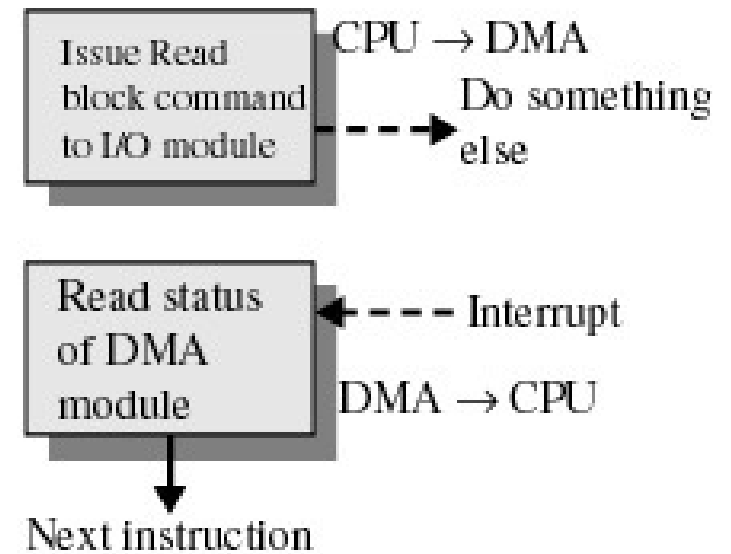 Issue Read
block command
to I/O module
CPU → DMA
Do something
else
Read status
of DMA
module
Interrupt
DMA → CPU
Next instruction